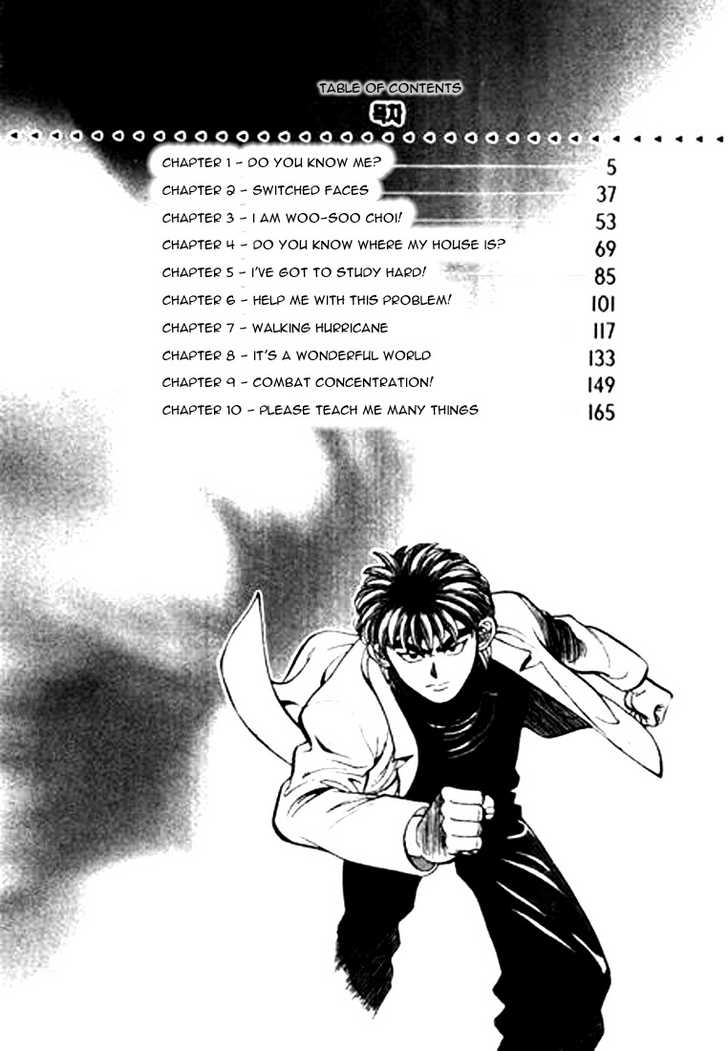 TABLE OF CONTENTS
목차
CHAPTER 1 - DO YOU KNOW ME? 5
CHAPTER 2 - SWITCHED FACES 37
CHAPTER 3 - I AM WOO-SOO CHOI! 53
CHAPTER 4 - DO YOU KNOW WHERE MY HOUSE IS? 69
CHAPTER 5 - I'VE GOT TO STUDY HARD! 85
CHAPTER 6 - HELP ME WITH THIS PROBLEM! 101
CHAPTER 7 - WALKING HURRICANE 117
CHAPTER 8 - IT'S A WONDERFUL WORLD 133
CHAPTER 9 - COMBAT CONCENTRATION! 149
CHAPTER 10 - PLEASE TEACH ME MANY THINGS 165